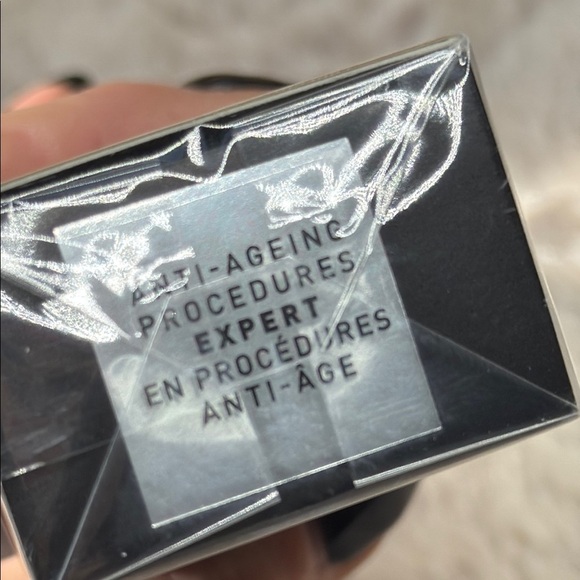 ANTI-AGEING
PROCEDURES
EXPERT
EN PROCÉDURES
ANTI-ÂGE